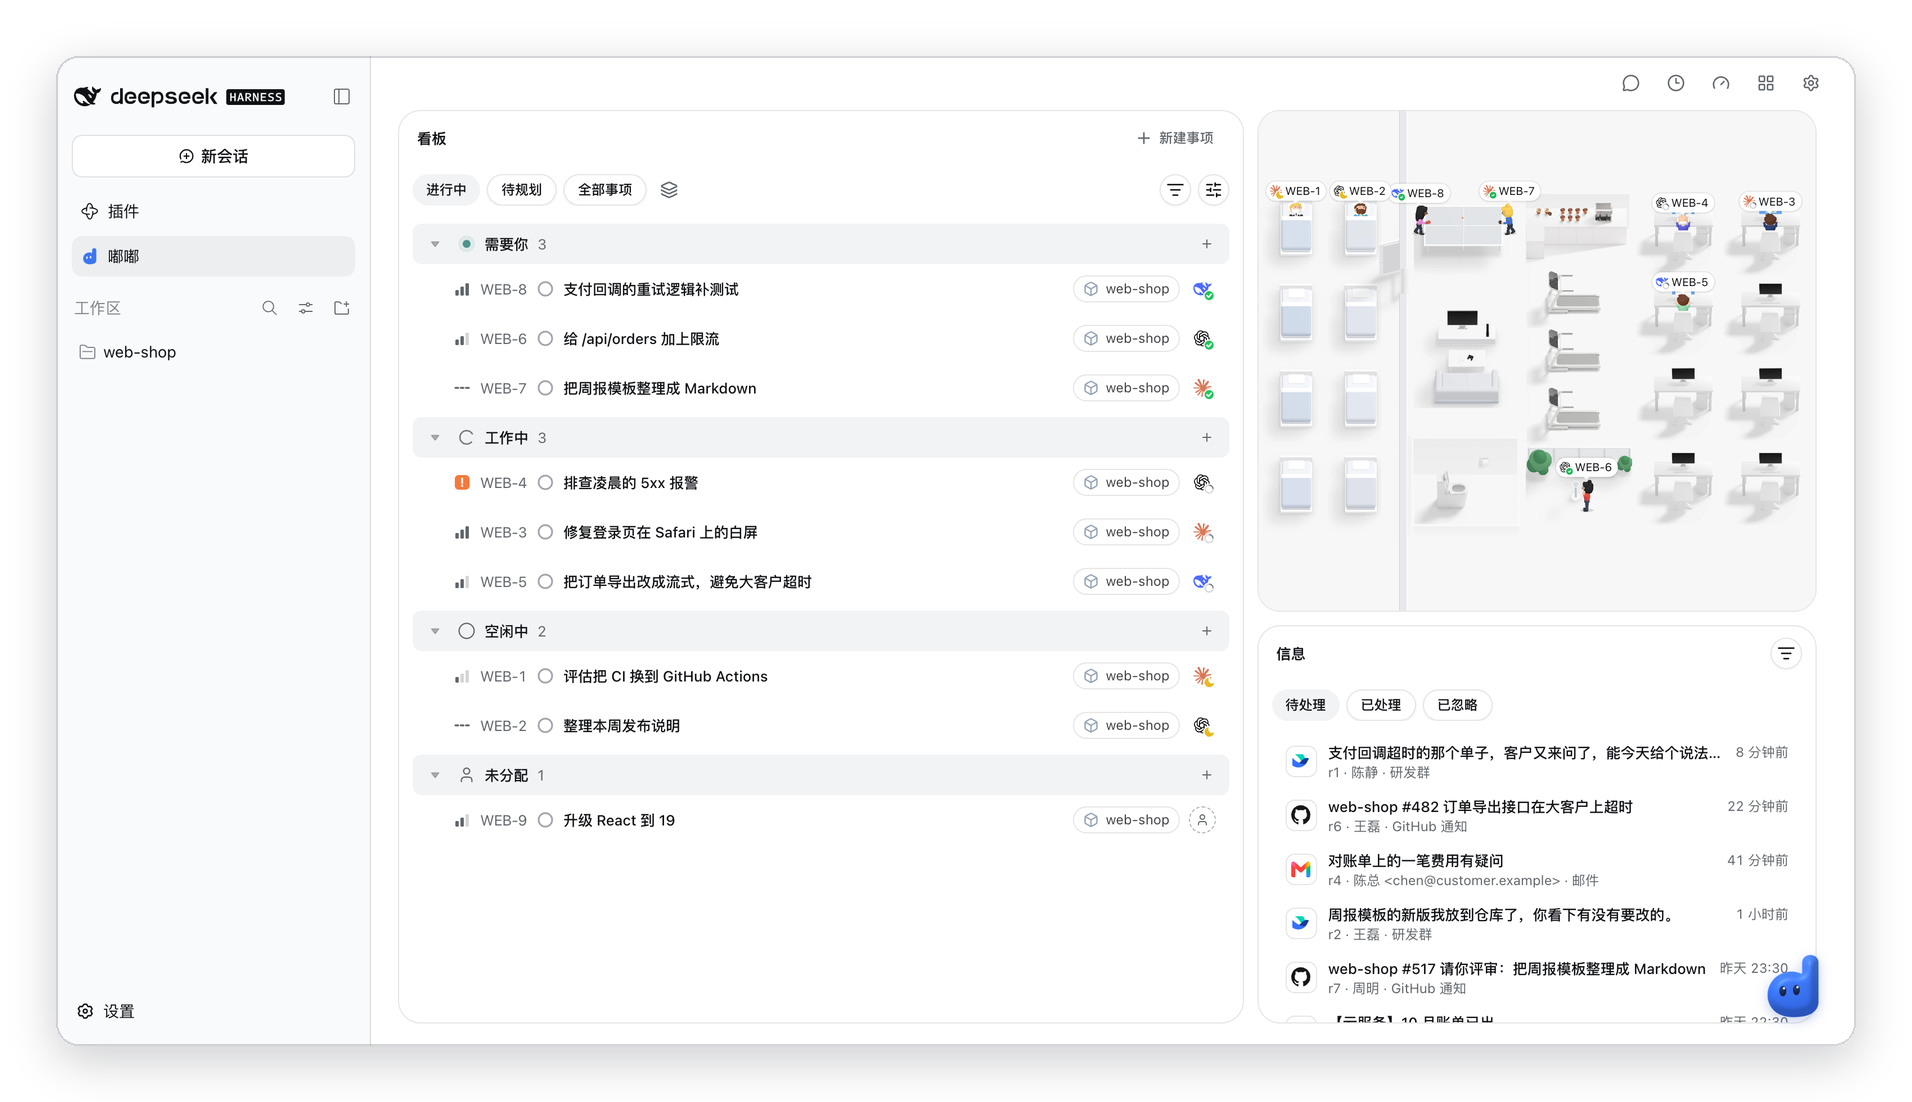 deepseek HARNESS
新会话
插件
嘟嘟
工作区
web-shop
设置
看板
新建事项
进行中
待规划
全部事项
需要你 3
WEB-8 支付回调的重试逻辑补测试 web-shop
WEB-6 给 /api/orders 加上限流 web-shop
WEB-7 把周报模板整理成 Markdown web-shop
工作中 3
WEB-4 排查凌晨的 5xx 报警 web-shop
WEB-3 修复登录页在 Safari 上的白屏 web-shop
WEB-5 把订单导出改成流式，避免大客户超时 web-shop
空闲中 2
WEB-1 评估把 CI 换到 GitHub Actions web-shop
WEB-2 整理本周发布说明 web-shop
未分配 1
WEB-9 升级 React 到 19 web-shop
WEB-1
WEB-2
WEB-8
WEB-7
WEB-4
WEB-3
WEB-5
WEB-6
信息
待处理
已处理
已忽略
支付回调超时的那个单子，客户又来问了，能今天给个说法... 8 分钟前
r1 · 陈静 · 研发群
web-shop #482 订单导出接口在大客户上超时 22 分钟前
r6 · 王磊 · GitHub 通知
对账单上的一笔费用有疑问 41 分钟前
r4 · 陈总 <chen@customer.example> · 邮件
周报模板的新版我放到仓库了，你看下有没有要改的。 1 小时前
r2 · 王磊 · 研发群
web-shop #517 请你评审：把周报模板整理成 Markdown 昨天 23:30
r7 · 周明 · GitHub 通知
【云服务】10 月账单已出 昨天 22:30